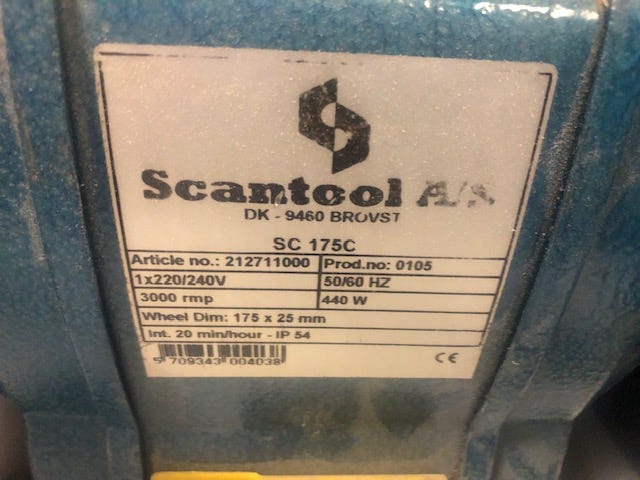 Scantool A/S
DK - 9460 BROVST
SC 175C
Article no.: 212711000 Prod.no: 0105
1x220/240V 50/60 HZ
3000 rmp 440 W
Wheel Dim: 175 x 25 mm
Int. 20 min/hour - IP 54
5 709343 004038 CE